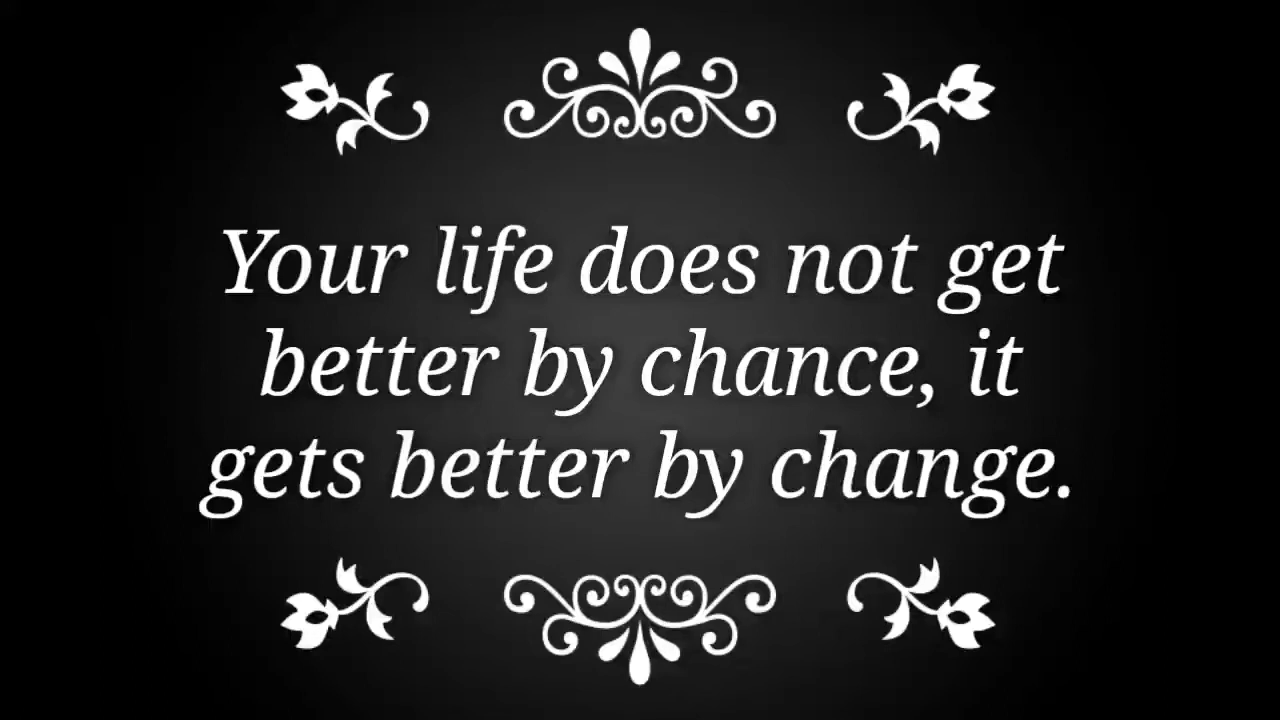 Your life does not get
better by chance, it
gets better by change.